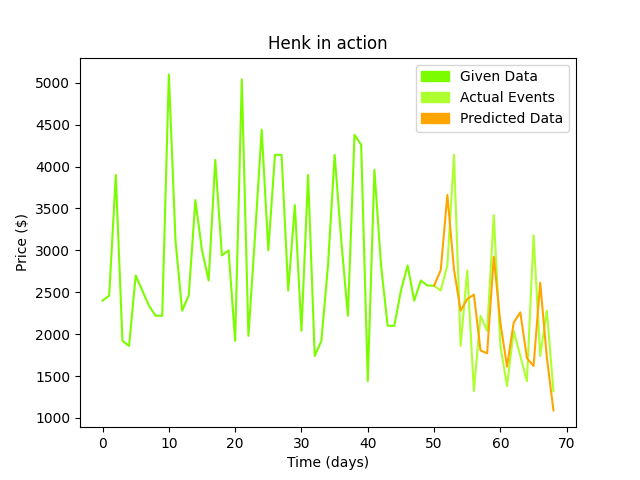 Henk in action
Given Data
Actual Events
Predicted Data
Price ($)
5000
4500
4000
3500
3000
2500
2000
1500
1000
0 10 20 30 40 50 60 70
Time (days)